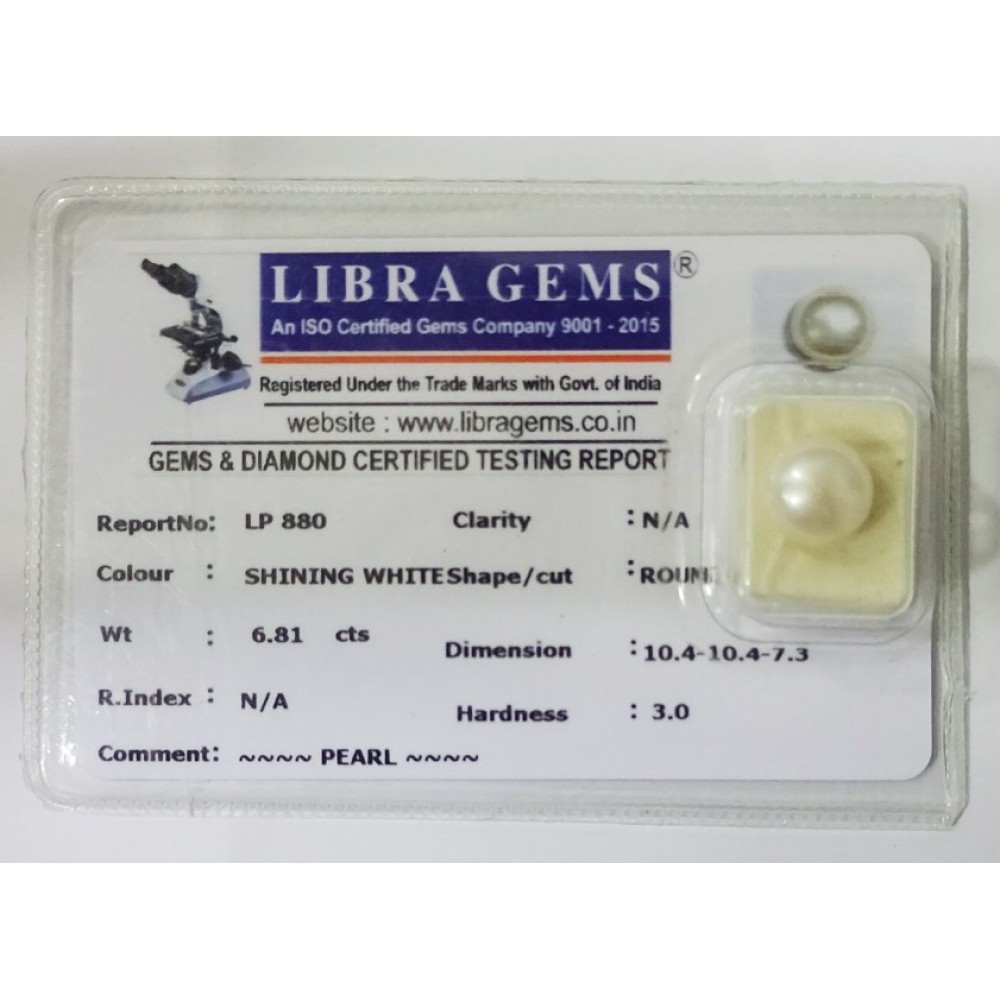 LIBRA GEMS ®
An ISO Certified Gems Company 9001 - 2015
Registered Under the Trade Marks with Govt. of India
website : www.libragems.co.in
GEMS & DIAMOND CERTIFIED TESTING REPORT
ReportNo: LP 880 Clarity : N/A
Colour : SHINING WHITE Shape/cut :
Wt : 6.81 cts Dimension : 10.4-10.4-7.3
R.Index : N/A Hardness : 3.0
Comment: ~~~~ PEARL ~~~~